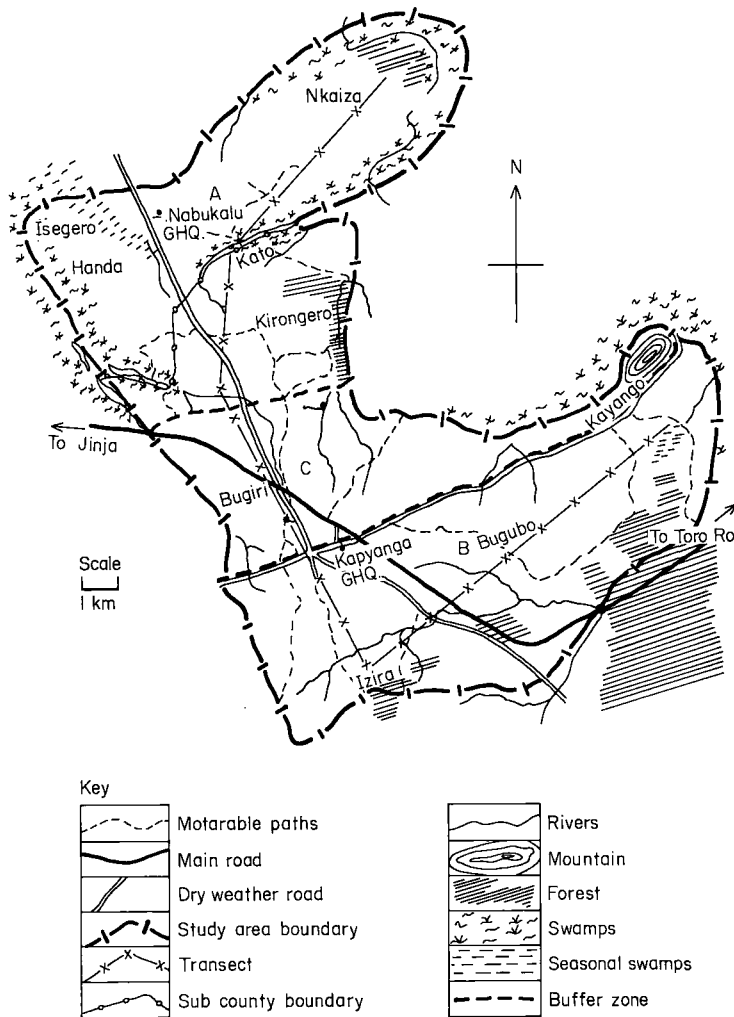 Nkaiza
N
A
Nabukalu
GHQ.
Isegero
Kato
Handa
Kirongero
Kayango
To Jinja
C
Bugiri
B Bugubo
To Toro Ro
Kapyanga
GHQ
Scale
1 km
Izira
Key
Motarable paths
Main road
Dry weather road
Study area boundary
Transect
Sub county boundary
Rivers
Mountain
Forest
Swamps
Seasonal swamps
Buffer zone